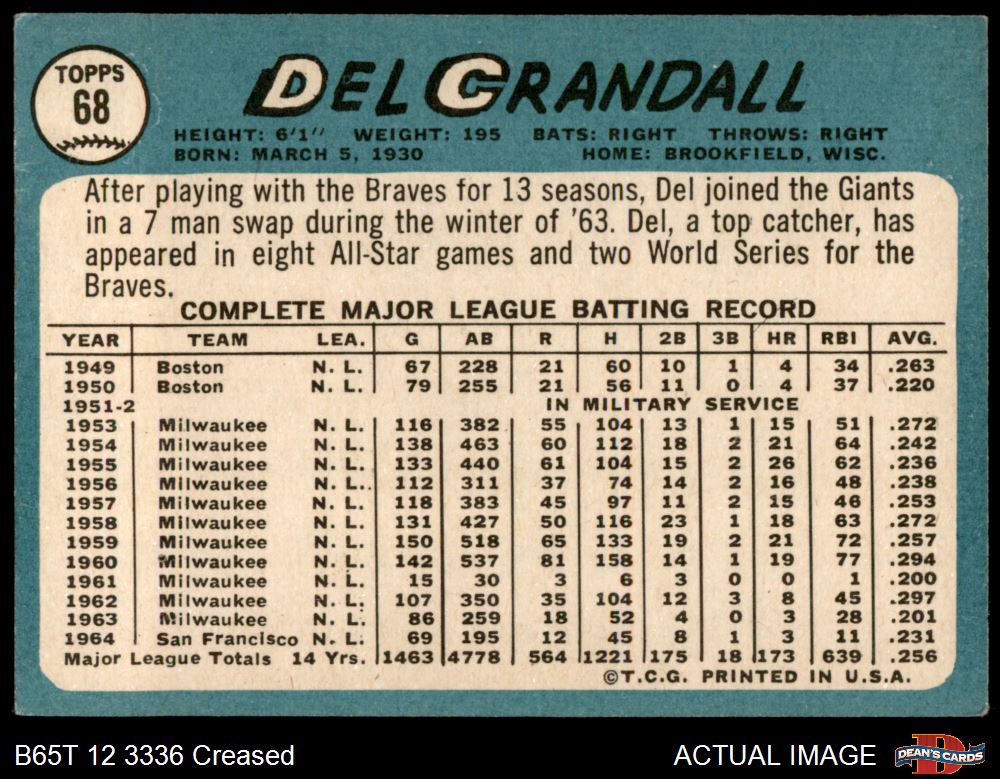 TOPPS
68
DEL CRANDALL
HEIGHT: 6'1" WEIGHT: 195 BATS: RIGHT THROWS: RIGHT
BORN: MARCH 5, 1930 HOME: BROOKFIELD, WISC.
After playing with the Braves for 13 seasons, Del joined the Giants
in a 7 man swap during the winter of '63. Del, a top catcher, has
appeared in eight All-Star games and two World Series for the
Braves.
COMPLETE MAJOR LEAGUE BATTING RECORD
YEAR TEAM LEA. G AB R H 2B 3B HR RBI AVG.
1949 Boston N. L. 67 228 21 60 10 1 4 34 .263
1950 Boston N. L. 79 255 21 56 11 0 4 37 .220
1951-2 IN MILITARY SERVICE
1953 Milwaukee N. L. 116 382 55 104 13 1 15 51 .272
1954 Milwaukee N. L. 138 463 60 112 18 2 21 64 .242
1955 Milwaukee N. L. 133 440 61 104 15 2 26 62 .236
1956 Milwaukee N. L. 112 311 37 74 14 2 16 48 .238
1957 Milwaukee N. L. 118 383 45 97 11 2 15 46 .253
1958 Milwaukee N. L. 131 427 50 116 23 1 18 63 .272
1959 Milwaukee N. L. 150 518 65 133 19 2 21 72 .257
1960 Milwaukee N. L. 142 537 81 158 14 1 19 77 .294
1961 Milwaukee N. L. 15 30 3 6 3 0 0 1 .200
1962 Milwaukee N. L. 107 350 35 104 12 3 8 45 .297
1963 Milwaukee N. L. 86 259 18 52 4 0 3 28 .201
1964 San Francisco N. L. 69 195 12 45 8 1 3 11 .231
Major League Totals 14 Yrs. 1463 4778 564 1221 175 18 173 639 .256
©T.C.G. PRINTED IN U.S.A.
B65T 12 3336 Creased ACTUAL IMAGE
DEAN'S CARDS